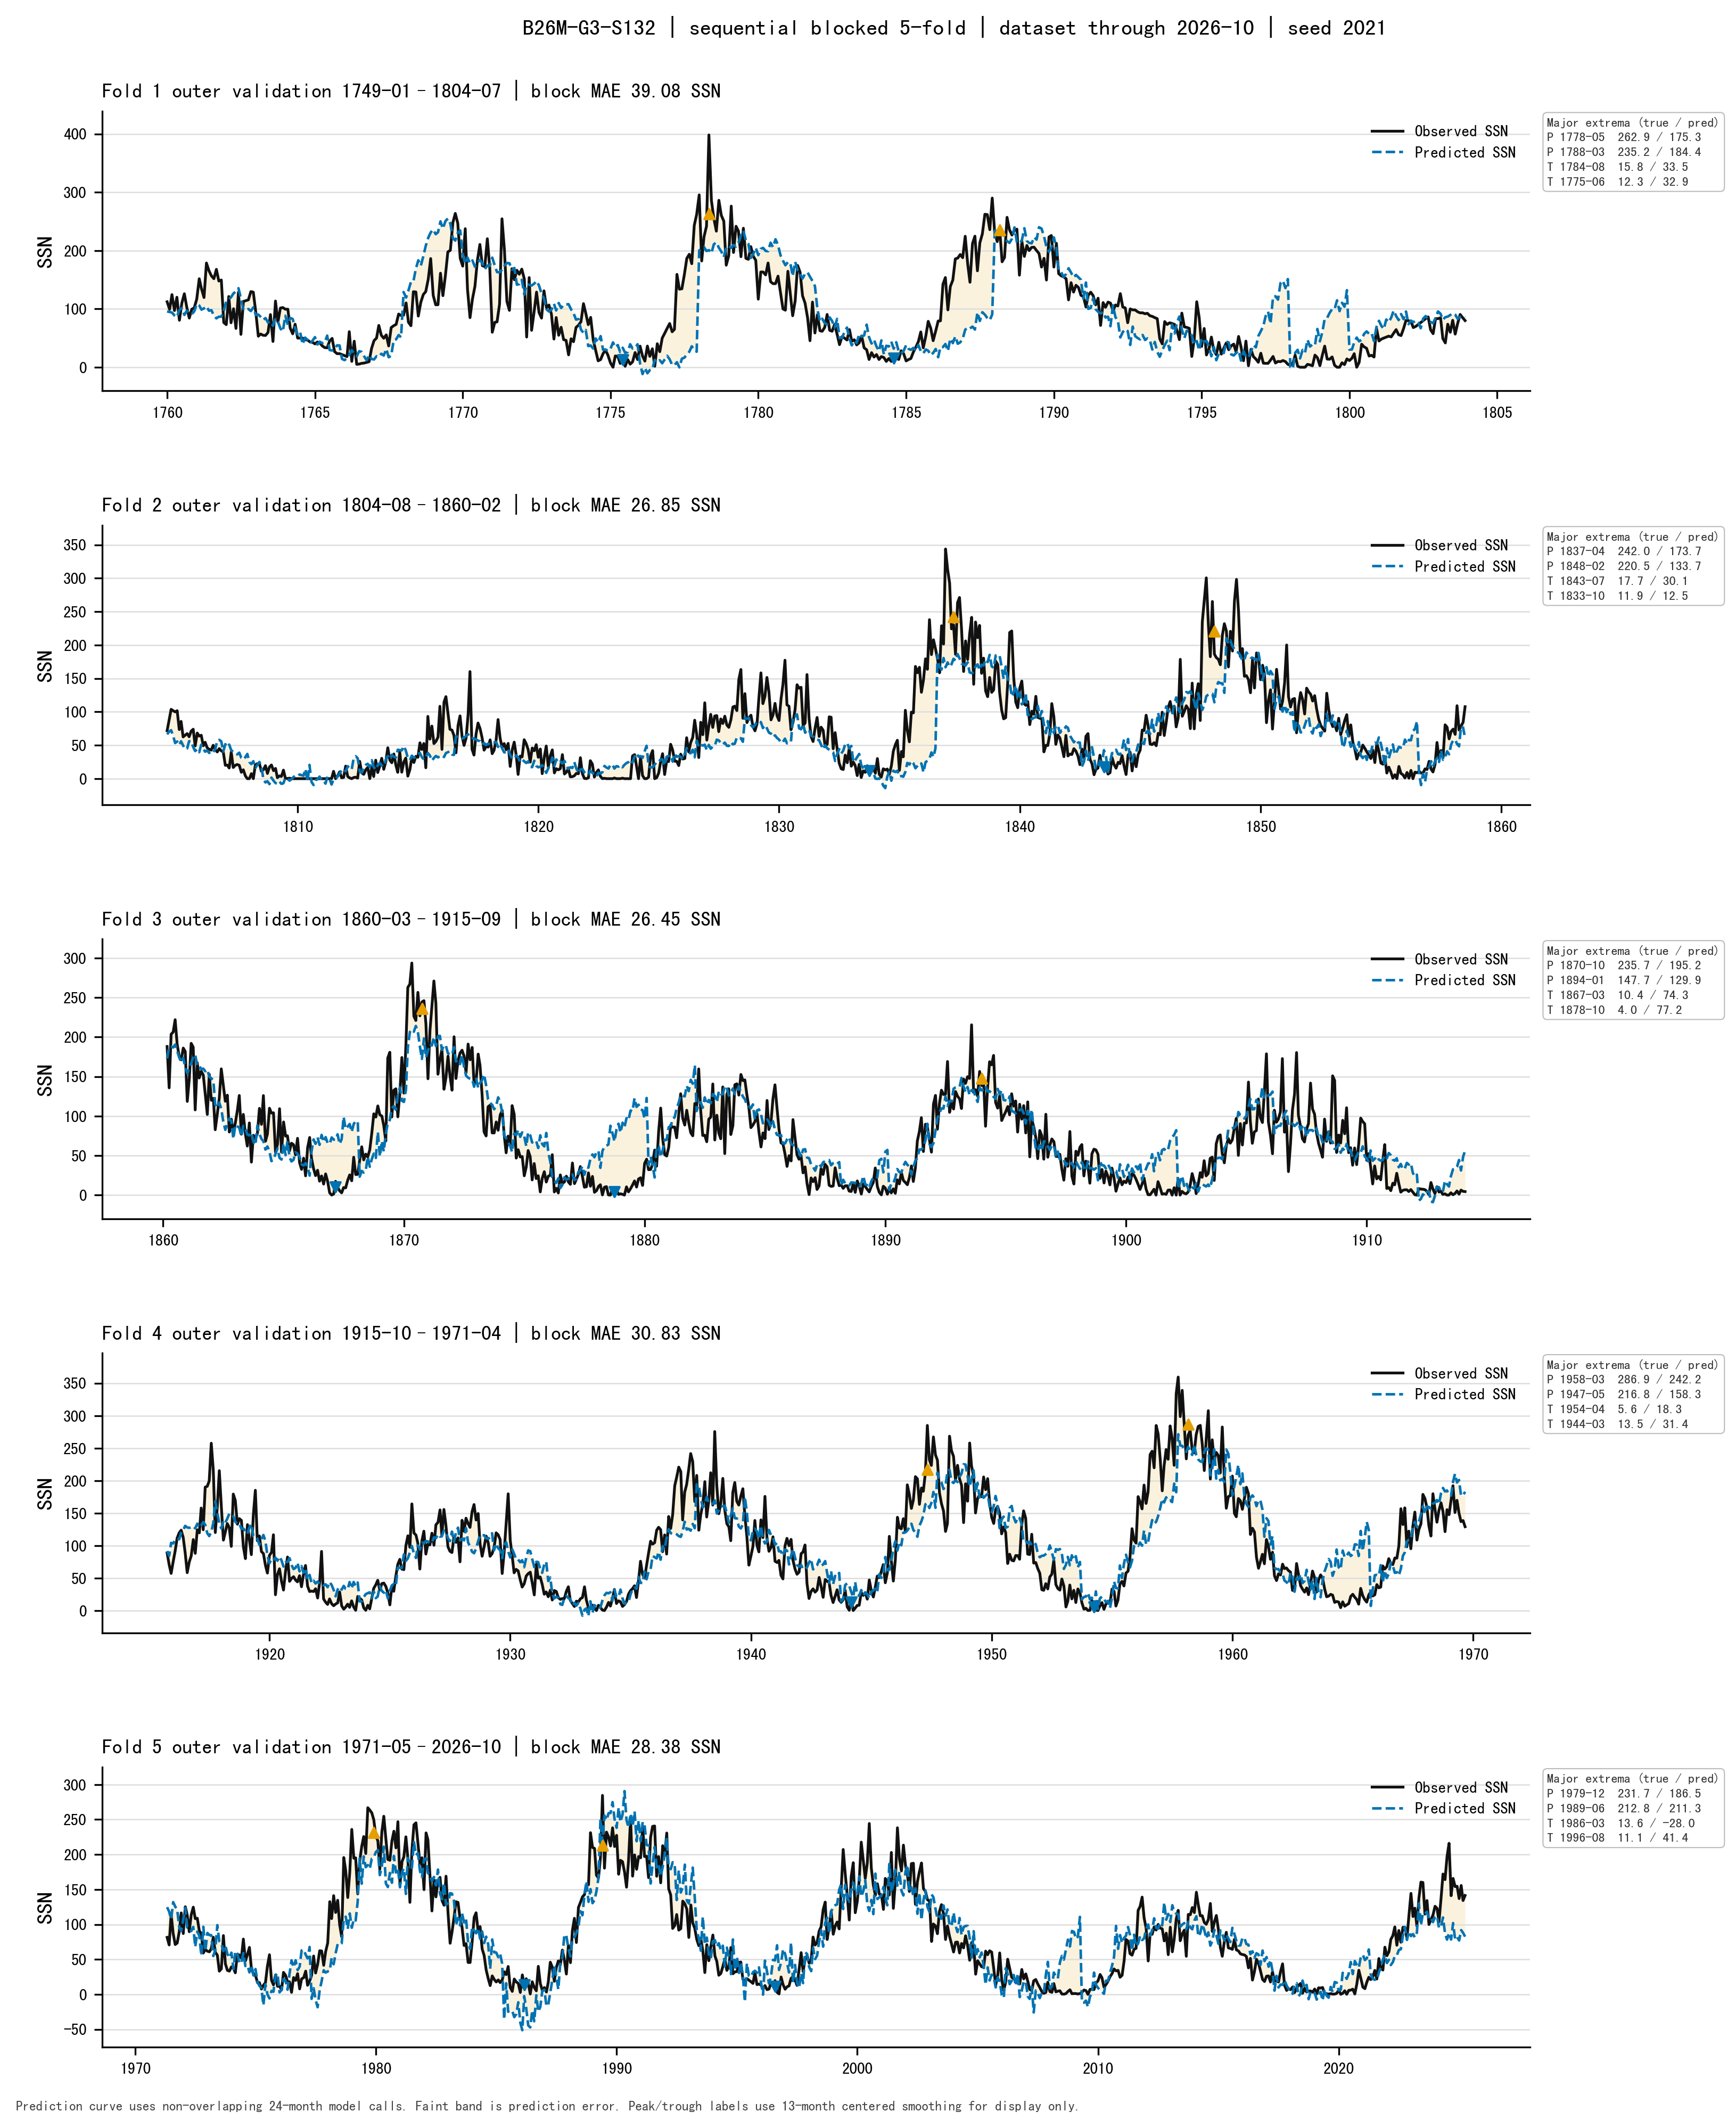 B26M-G3-S132 | sequential blocked 5-fold | dataset through 2026-10 | seed 2021
Fold 1 outer validation 1749-01 – 1804-07 | block MAE 39.08 SSN
SSN
400
300
200
100
0
1760 1765 1770 1775 1780 1785 1790 1795 1800 1805
Observed SSN
Predicted SSN
Major extrema (true / pred)
P 1778-05 262.9 / 175.3
P 1788-03 235.2 / 184.4
T 1784-08 15.8 / 33.5
T 1775-06 12.3 / 32.9
Fold 2 outer validation 1804-08 – 1860-02 | block MAE 26.85 SSN
SSN
350
300
250
200
150
100
50
0
1810 1820 1830 1840 1850 1860
Observed SSN
Predicted SSN
Major extrema (true / pred)
P 1837-04 242.0 / 173.7
P 1848-02 220.5 / 133.7
T 1843-07 17.7 / 30.1
T 1833-10 11.9 / 12.5
Fold 3 outer validation 1860-03 – 1915-09 | block MAE 26.45 SSN
SSN
300
250
200
150
100
50
0
1860 1870 1880 1890 1900 1910
Observed SSN
Predicted SSN
Major extrema (true / pred)
P 1870-10 235.7 / 195.2
P 1894-01 147.7 / 129.9
T 1867-03 10.4 / 74.3
T 1878-10 4.0 / 77.2
Fold 4 outer validation 1915-10 – 1971-04 | block MAE 30.83 SSN
SSN
350
300
250
200
150
100
50
0
1920 1930 1940 1950 1960 1970
Observed SSN
Predicted SSN
Major extrema (true / pred)
P 1958-03 286.9 / 242.2
P 1947-05 216.8 / 158.3
T 1954-04 5.6 / 18.3
T 1944-03 13.5 / 31.4
Fold 5 outer validation 1971-05 – 2026-10 | block MAE 28.38 SSN
SSN
300
250
200
150
100
50
0
-50
1970 1980 1990 2000 2010 2020
Observed SSN
Predicted SSN
Major extrema (true / pred)
P 1979-12 231.7 / 186.5
P 1989-06 212.8 / 211.3
T 1986-03 13.6 / -28.0
T 1996-08 11.1 / 41.4
Prediction curve uses non-overlapping 24-month model calls. Faint band is prediction error. Peak/trough labels use 13-month centered smoothing for display only.